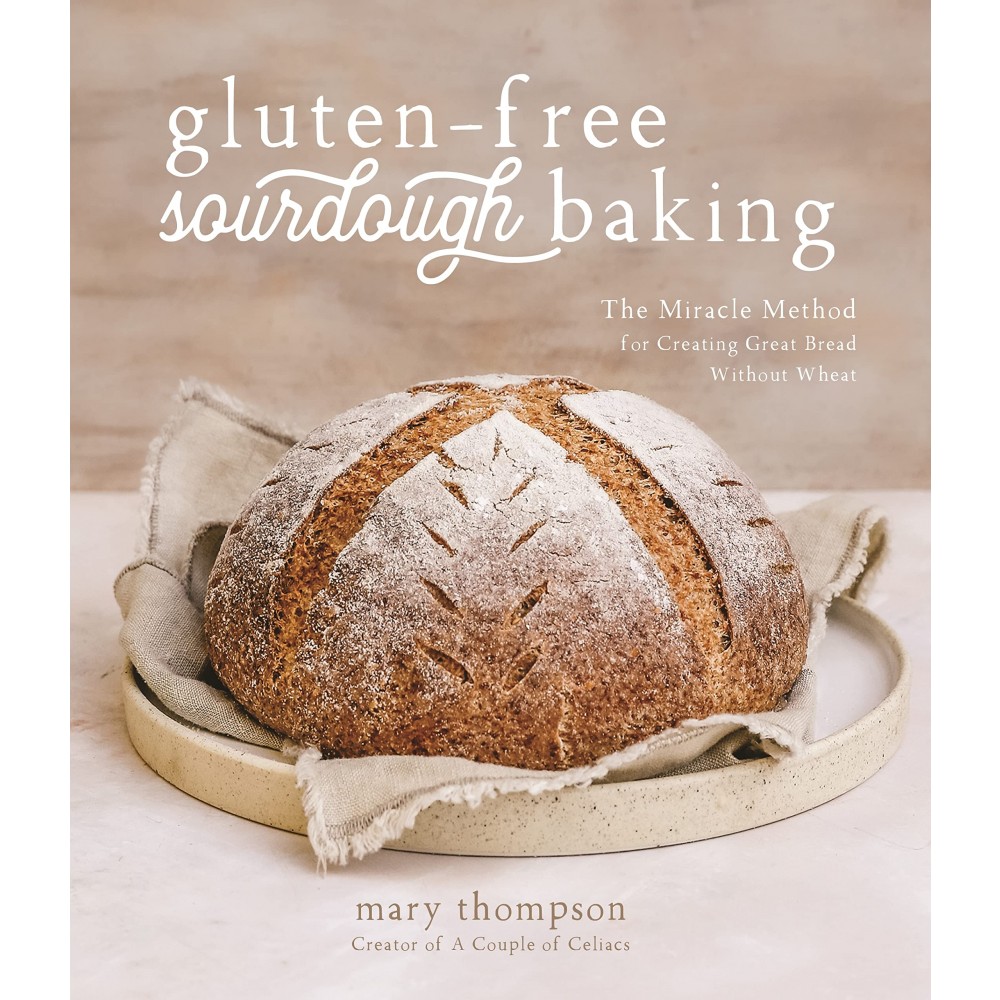 gluten-free
sourdough baking
The Miracle Method
for Creating Great Bread
Without Wheat
mary thompson
Creator of A Couple of Celiacs